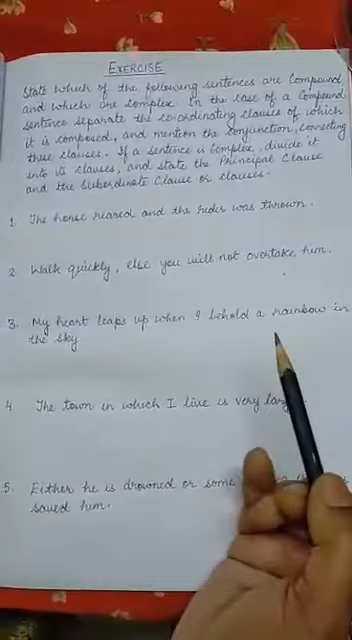 EXERCISE
State which of the following sentences are Compound,
and which are complex. In the case of a Compound
sentence separate the co-ordinating clauses of which
it is composed, and mention the conjunction, connecting
these clauses. If a sentence is complex, divide it
into its clauses, and state the Principal Clause
and the Subordinate Clause or clauses.
1. The horse reared and the rider was thrown.
2. Walk quickly, else you will not overtake him.
3. My heart leaps up when I behold a rainbow in
the sky
4 The town in which I live is very
5. Either he is drowned or some
saved him.